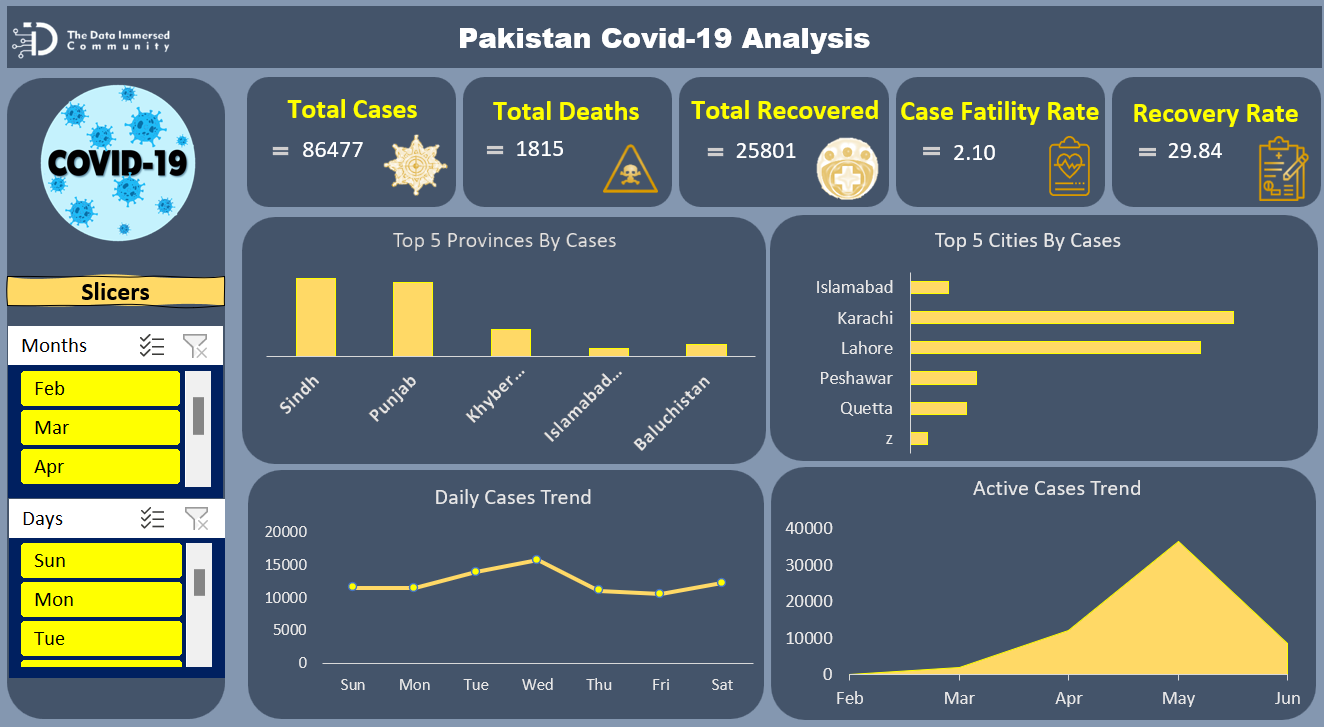 The Data Immersed
Community
Pakistan Covid-19 Analysis
COVID-19
Total Cases
= 86477
Total Deaths
= 1815
Total Recovered
= 25801
Case Fatility Rate
= 2.10
Recovery Rate
= 29.84
Slicers
Months
Feb
Mar
Apr
Days
Sun
Mon
Tue
Top 5 Provinces By Cases
Sindh
Punjab
Khyber...
Islamabad...
Baluchistan
Top 5 Cities By Cases
Islamabad
Karachi
Lahore
Peshawar
Quetta
z
Daily Cases Trend
20000
15000
10000
5000
0
Sun Mon Tue Wed Thu Fri Sat
Active Cases Trend
40000
30000
20000
10000
0
Feb Mar Apr May Jun